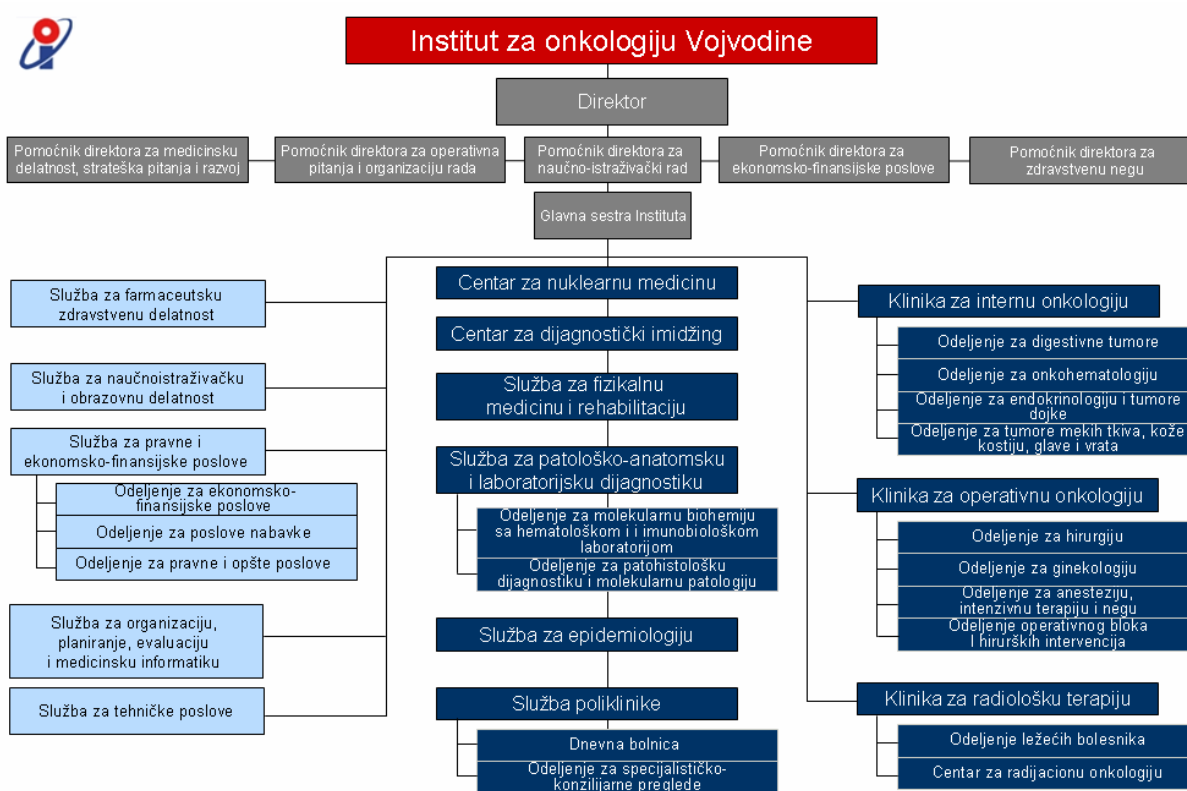 Institut za onkologiju Vojvodine
Direktor
Pomoćnik direktora za medicinsku
delatnost, strateška pitanja i razvoj
Pomoćnik direktora za operativna
pitanja i organizaciju rada
Pomoćnik direktora za
naučno-istraživački rad
Pomoćnik direktora za
ekonomsko-finansijske poslove
Pomoćnik direktora za
zdravstvenu negu
Glavna sestra Instituta
Služba za farmaceutsku
zdravstvenu delatnost
Služba za naučnoistraživačku
i obrazovnu delatnost
Služba za pravne i
ekonomsko-finansijske poslove
Odeljenje za ekonomsko-
finansijske poslove
Odeljenje za poslove nabavke
Odeljenje za pravne i opšte poslove
Služba za organizaciju,
planiranje, evaluaciju
i medicinsku informatiku
Služba za tehničke poslove
Centar za nuklearnu medicinu
Centar za dijagnostički imidžing
Služba za fizikalnu
medicinu i rehabilitaciju
Služba za patološko-anatomsku
i laboratorijsku dijagnostiku
Odeljenje za molekularnu biohemiju
sa hematološkom i i imunobiološkom
laboratorijom
Odeljenje za patohistološku
dijagnostiku i molekularnu patologiju
Služba za epidemiologiju
Služba poliklinike
Dnevna bolnica
Odeljenje za specijalističko-
konzilijarne preglede
Klinika za internu onkologiju
Odeljenje za digestivne tumore
Odeljenje za onkohematologiju
Odeljenje za endokrinologiju i tumore
dojke
Odeljenje za tumore mekih tkiva, kože
kostiju, glave i vrata
Klinika za operativnu onkologiju
Odeljenje za hirurgiju
Odeljenje za ginekologiju
Odeljenje za anesteziju,
intenzivnu terapiju i negu
Odeljenje operativnog bloka
I hirurških intervencija
Klinika za radiološku terapiju
Odeljenje ležećih bolesnika
Centar za radijacionu onkologiju